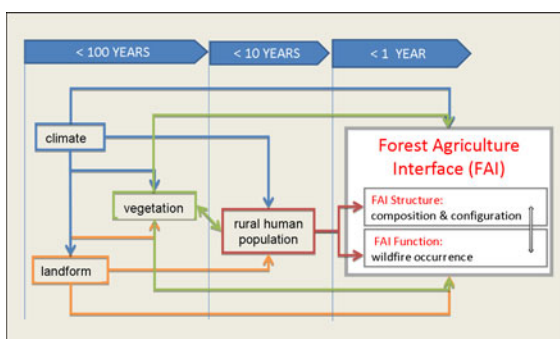 < 100 YEARS
< 10 YEARS
< 1 YEAR
climate
Forest Agriculture
Interface (FAI)
FAI Structure:
composition & configuration
vegetation
rural human
population
FAI Function:
wildfire occurrence
landform